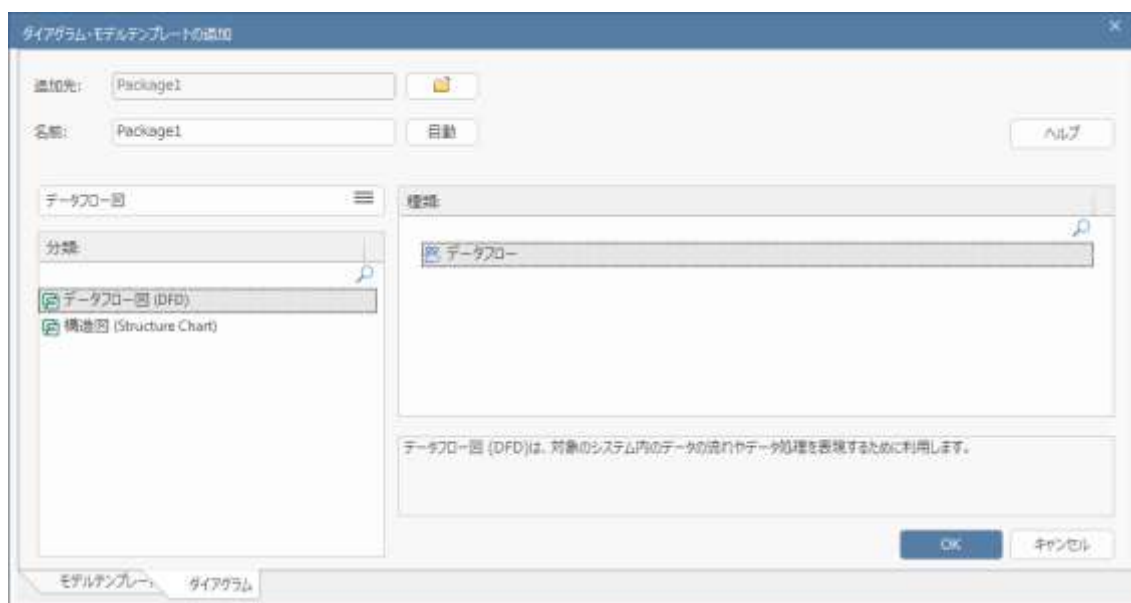 ダイアグラム・モデルテンプレートの追加
追加先: Package1
名前: Package1 自動 ヘルプ
データフロー図
種類:
分類:
データフロー
データフロー図 (DFD)
構造図 (Structure Chart)
データフロー図 (DFD)は、対象のシステム内のデータの流れやデータ処理を表現するために利用します。
OK キャンセル
モデルテンプレート ダイアグラム